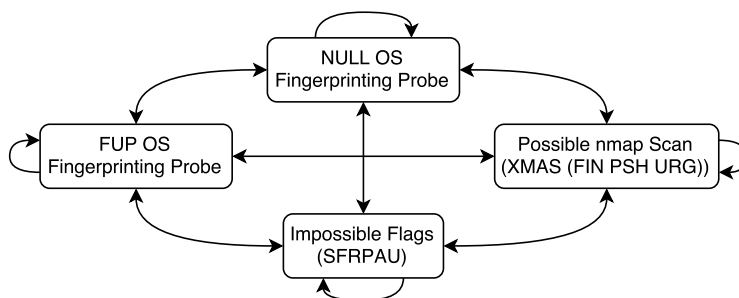 NULL OS
Fingerprinting Probe
FUP OS
Fingerprinting Probe
Possible nmap Scan
(XMAS (FIN PSH URG))
Impossible Flags
(SFRPAU)